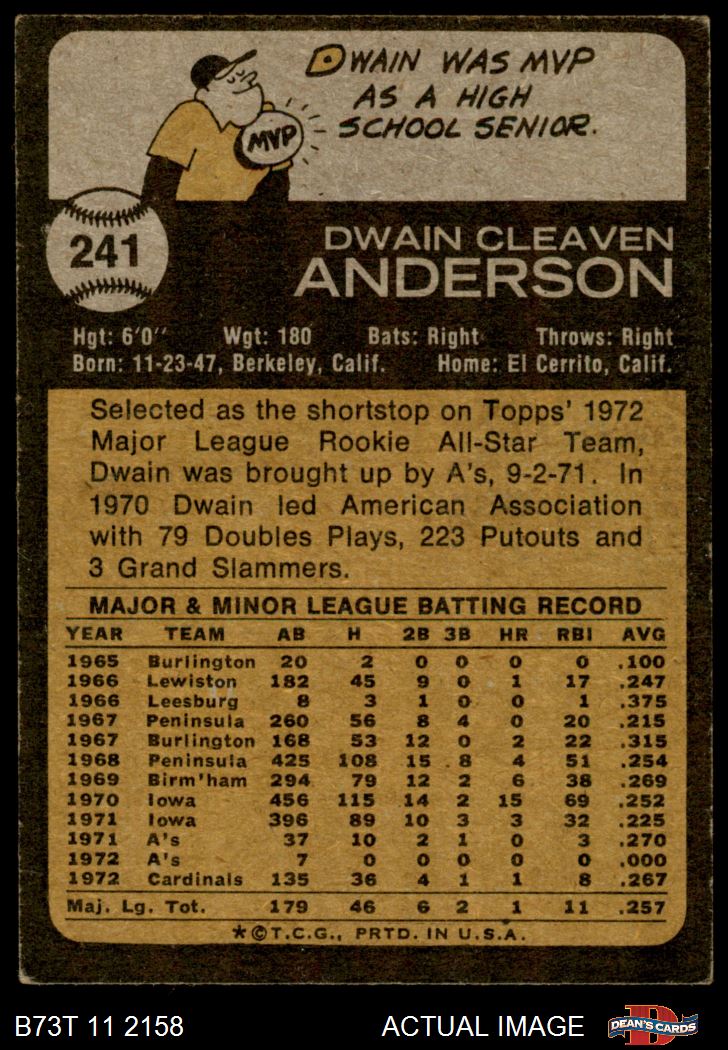 DWAIN WAS MVP
AS A HIGH
SCHOOL SENIOR.
MVP
241
DWAIN CLEAVEN
ANDERSON
Hgt: 6'0" Wgt: 180 Bats: Right Throws: Right
Born: 11-23-47, Berkeley, Calif. Home: El Cerrito, Calif.
Selected as the shortstop on Topps' 1972
Major League Rookie All-Star Team,
Dwain was brought up by A's, 9-2-71. In
1970 Dwain led American Association
with 79 Doubles Plays, 223 Putouts and
3 Grand Slammers.
MAJOR & MINOR LEAGUE BATTING RECORD
YEAR TEAM AB H 2B 3B HR RBI AVG
1965 Burlington 20 2 0 0 0 0 .100
1966 Lewiston 182 45 9 0 1 17 .247
1966 Leesburg 8 3 1 0 0 1 .375
1967 Peninsula 260 56 8 4 0 20 .215
1967 Burlington 168 53 12 0 2 22 .315
1968 Peninsula 425 108 15 8 4 51 .254
1969 Birm'ham 294 79 12 2 6 38 .269
1970 Iowa 456 115 14 2 15 69 .252
1971 Iowa 396 89 10 3 3 32 .225
1971 A's 37 10 2 1 0 3 .270
1972 A's 7 0 0 0 0 0 .000
1972 Cardinals 135 36 4 1 1 8 .267
Maj. Lg. Tot. 179 46 6 2 1 11 .257
*©T.C.G., PRTD. IN U.S.A.
B73T 11 2158 ACTUAL IMAGE DEAN'S CARDS